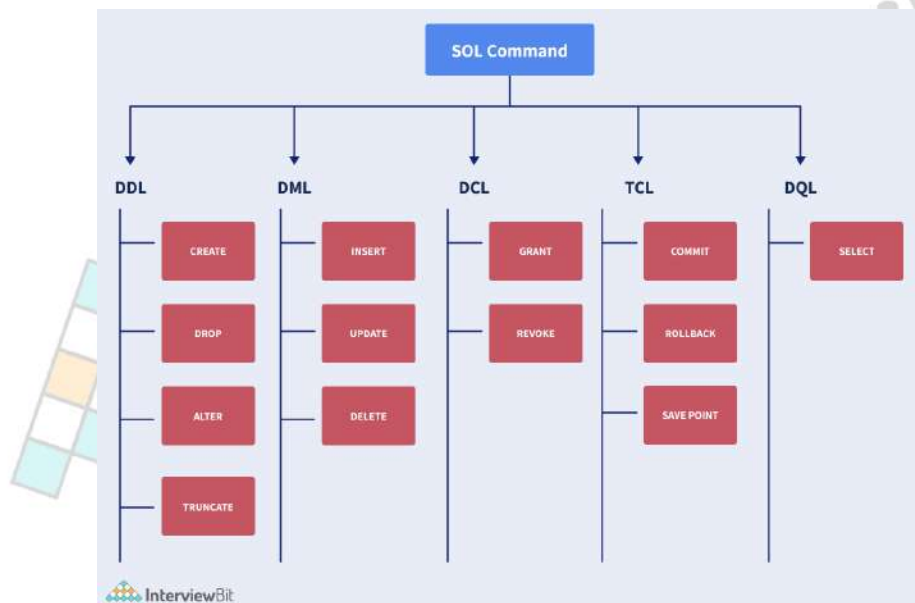 SOL Command
DDL
DML
DCL
TCL
DQL
CREATE
INSERT
GRANT
COMMIT
SELECT
DROP
UPDATE
REVOKE
ROLLBACK
ALTER
DELETE
SAVE POINT
TRUNCATE
InterviewBit